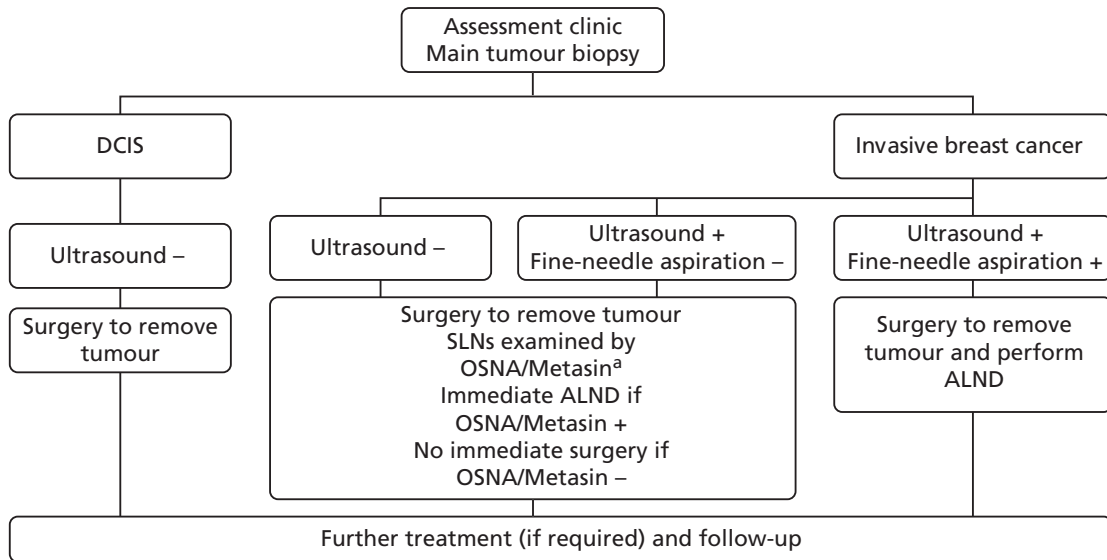 Assessment clinic
Main tumour biopsy
DCIS
Invasive breast cancer
Ultrasound –
Ultrasound –
Ultrasound +
Fine-needle aspiration –
Ultrasound +
Fine-needle aspiration +
Surgery to remove
tumour
Surgery to remove tumour
SLNs examined by
OSNA/Metasinᵃ
Immediate ALND if
OSNA/Metasin +
No immediate surgery if
OSNA/Metasin –
Surgery to remove
tumour and perform
ALND
Further treatment (if required) and follow-up